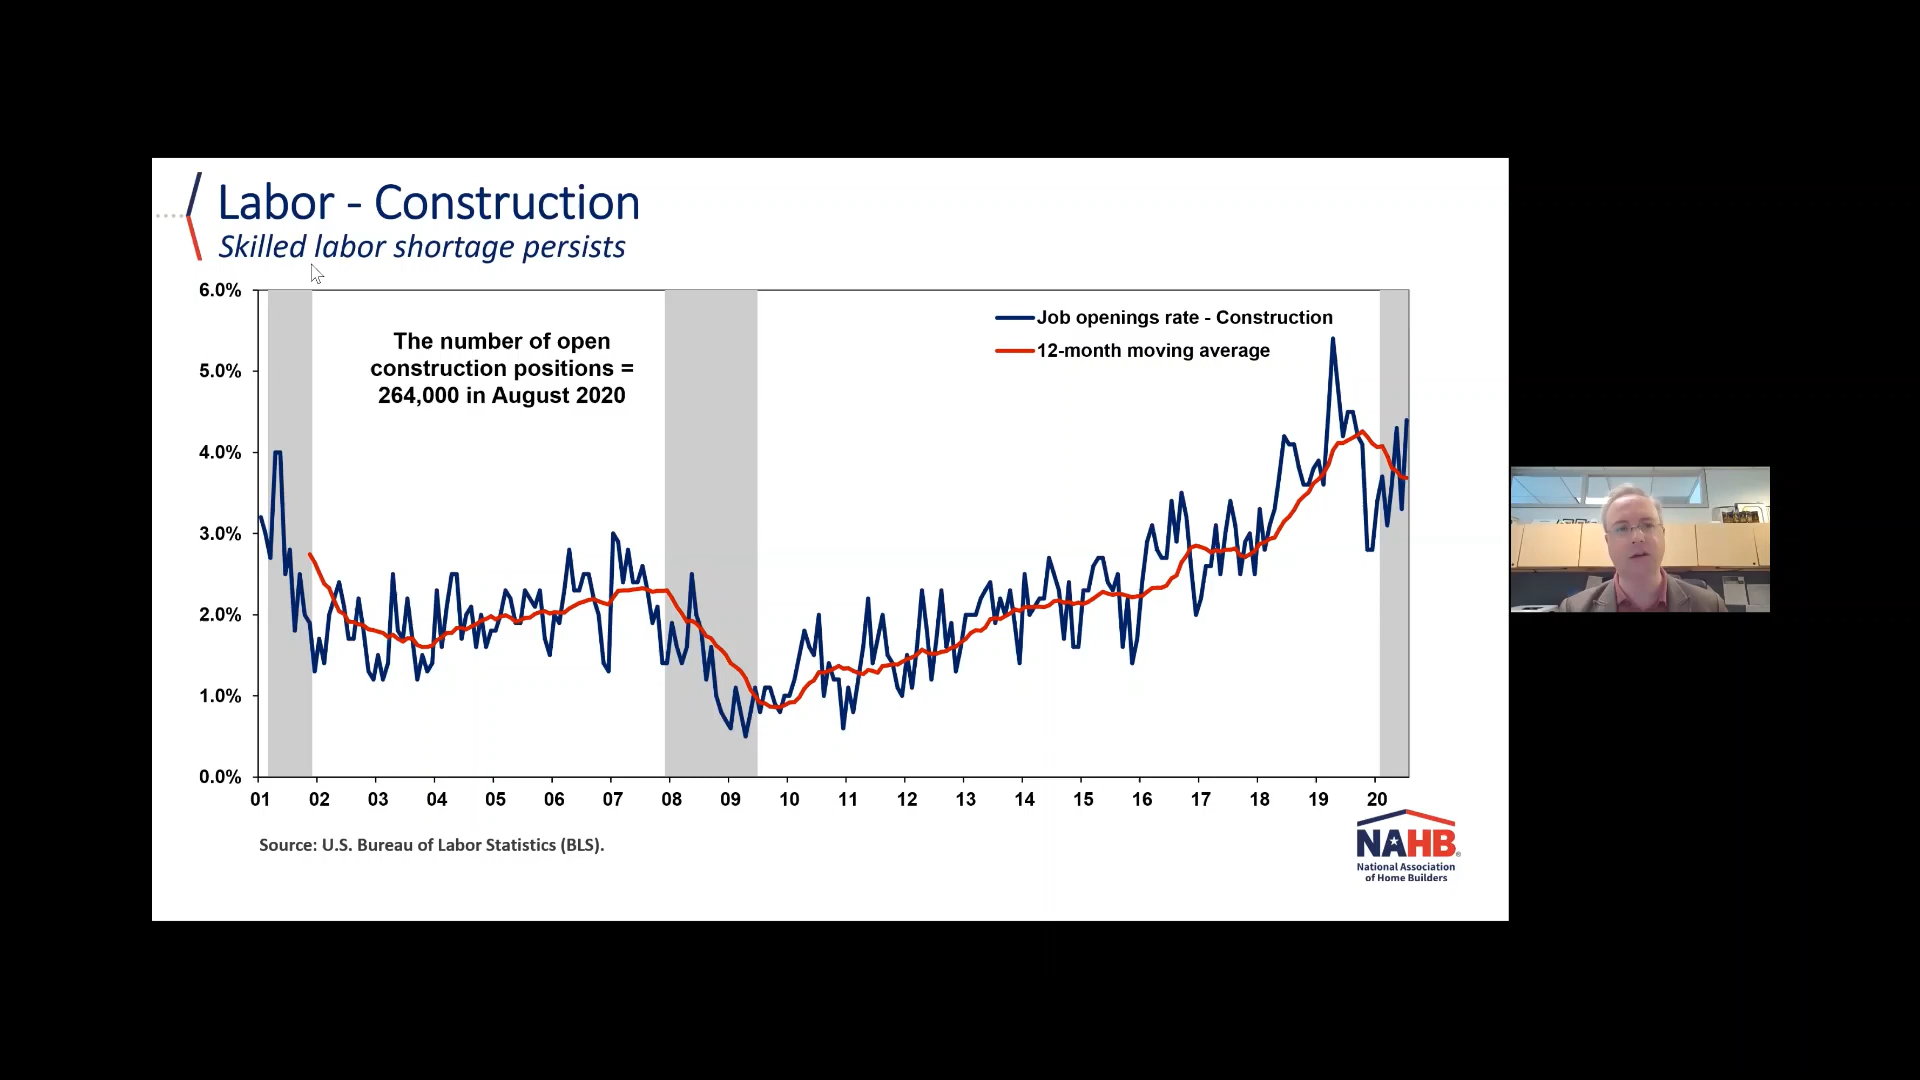 Labor - Construction
Skilled labor shortage persists
6.0%
5.0%
4.0%
3.0%
2.0%
1.0%
0.0%
The number of open
construction positions =
264,000 in August 2020
Job openings rate - Construction
12-month moving average
01 02 03 04 05 06 07 08 09 10 11 12 13 14 15 16 17 18 19 20
Source: U.S. Bureau of Labor Statistics (BLS).
NAHB®
National Association
of Home Builders